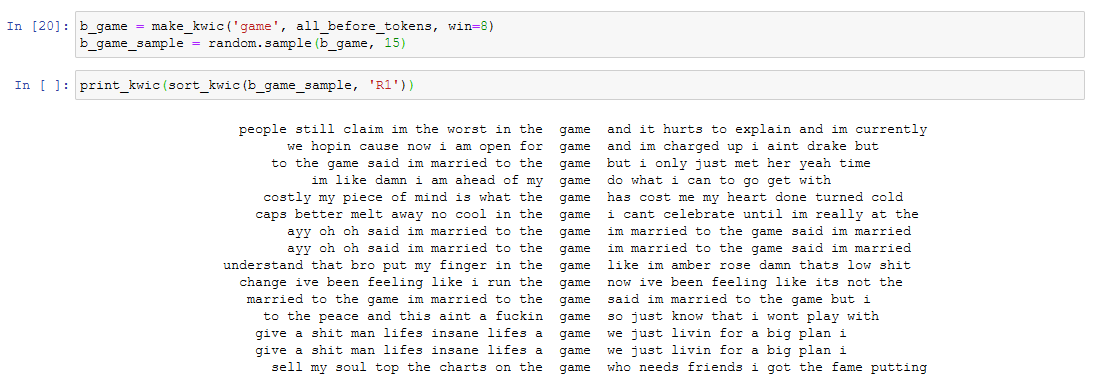 In [20]: b_game = make_kwic('game', all_before_tokens, win=8)
b_game_sample = random.sample(b_game, 15)
In [ ]: print_kwic(sort_kwic(b_game_sample, 'R1'))
people still claim im the worst in the game and it hurts to explain and im currently
we hopin cause now i am open for game and im charged up i aint drake but
to the game said im married to the game but i only just met her yeah time
im like damn i am ahead of my game do what i can to go get with
costly my piece of mind is what the game has cost me my heart done turned cold
caps better melt away no cool in the game i cant celebrate until im really at the
ayy oh oh said im married to the game im married to the game said im married
ayy oh oh said im married to the game im married to the game said im married
understand that bro put my finger in the game like im amber rose damn thats low shit
change ive been feeling like i run the game now ive been feeling like its not the
married to the game im married to the game said im married to the game but i
to the peace and this aint a fuckin game so just know that i wont play with
give a shit man lifes insane lifes a game we just livin for a big plan i
give a shit man lifes insane lifes a game we just livin for a big plan i
sell my soul top the charts on the game who needs friends i got the fame putting